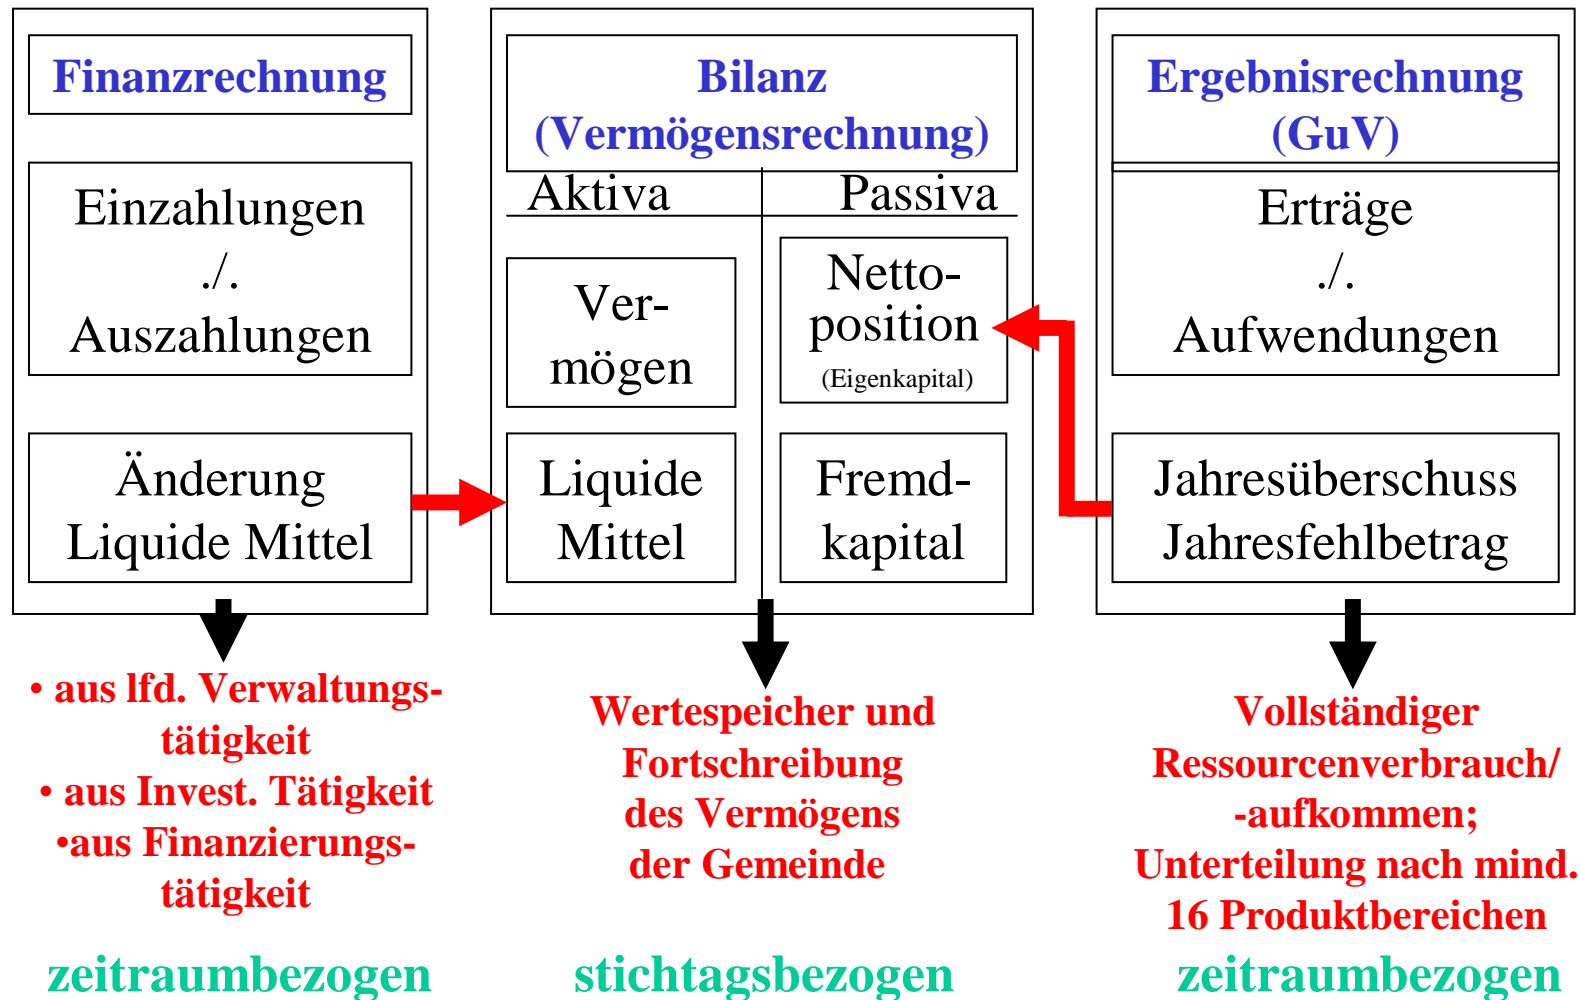 Finanzrechnung
Einzahlungen
./.
Auszahlungen
Änderung
Liquide Mittel
• aus lfd. Verwaltungs-
tätigkeit
• aus Invest. Tätigkeit
•aus Finanzierungs-
tätigkeit
zeitraumbezogen
Bilanz
(Vermögensrechnung)
Aktiva
Passiva
Ver-
mögen
Netto-
position
(Eigenkapital)
Liquide
Mittel
Fremd-
kapital
Wertespeicher und
Fortschreibung
des Vermögens
der Gemeinde
stichtagsbezogen
Ergebnisrechnung
(GuV)
Erträge
./.
Aufwendungen
Jahresüberschuss
Jahresfehlbetrag
Vollständiger
Ressourcenverbrauch/
-aufkommen;
Unterteilung nach mind.
16 Produktbereichen
zeitraumbezogen